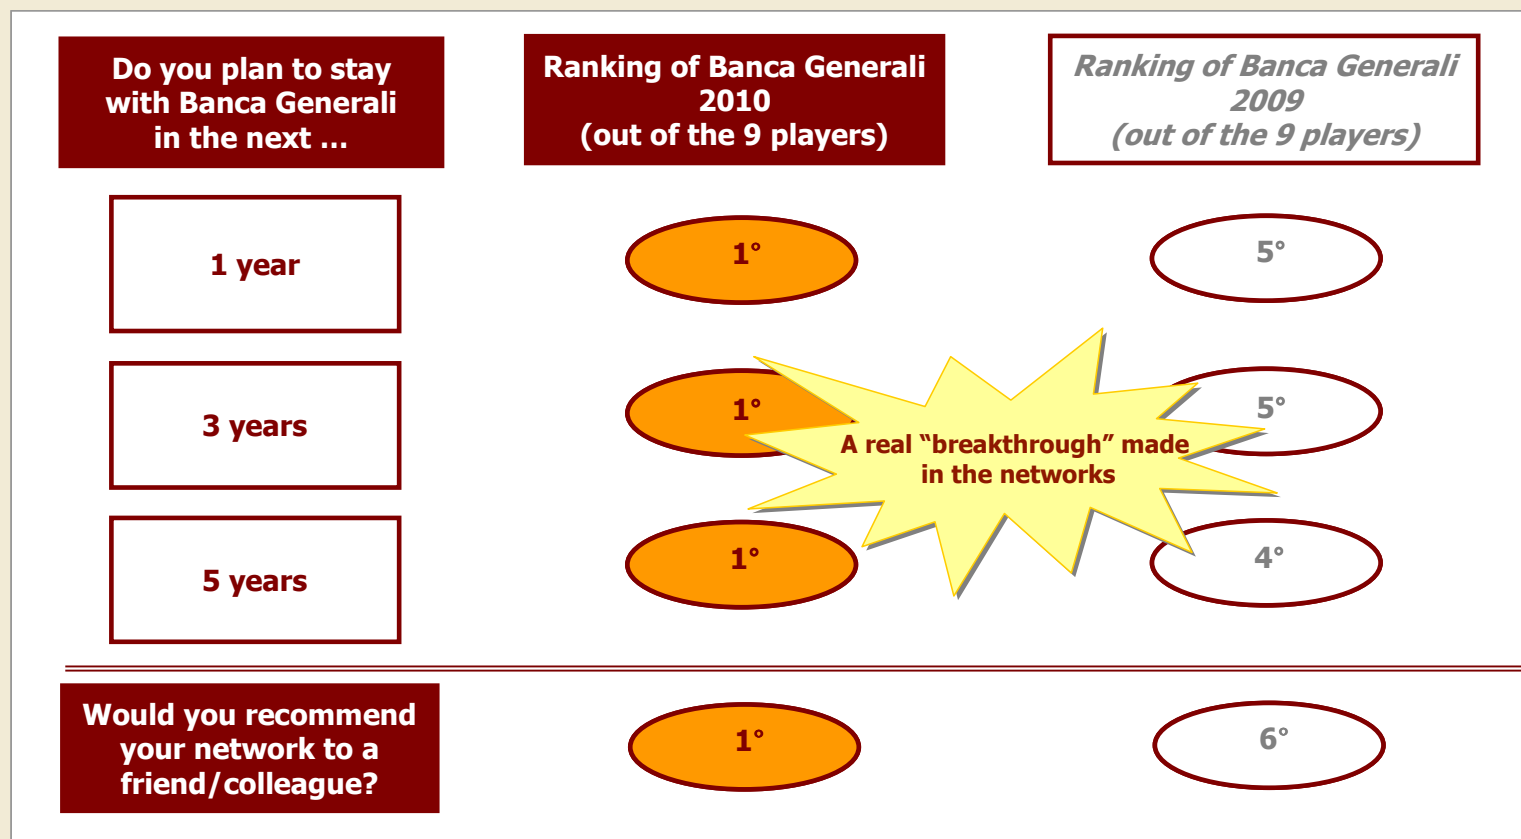 Do you plan to stay
with Banca Generali
in the next ...
Ranking of Banca Generali
2010
(out of the 9 players)
Ranking of Banca Generali
2009
(out of the 9 players)
1 year
1°
5°
3 years
1°
5°
A real “breakthrough” made
in the networks
5 years
1°
4°
Would you recommend
your network to a
friend/colleague?
1°
6°